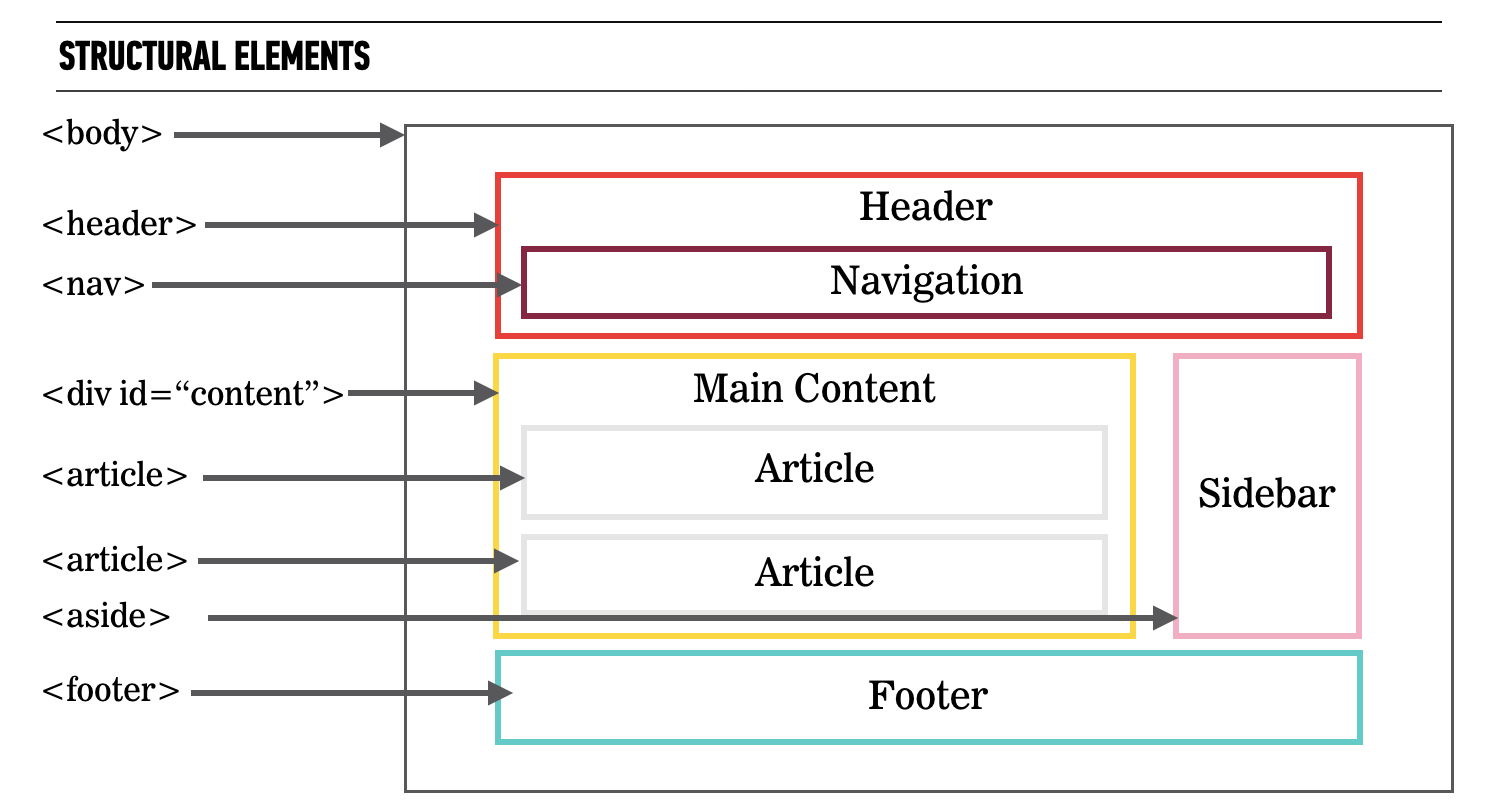 STRUCTURAL ELEMENTS
<body>
<header>
Header
<nav>
Navigation
<div id=“content”>
Main Content
<article>
Article
<article>
Article
<aside>
Sidebar
<footer>
Footer